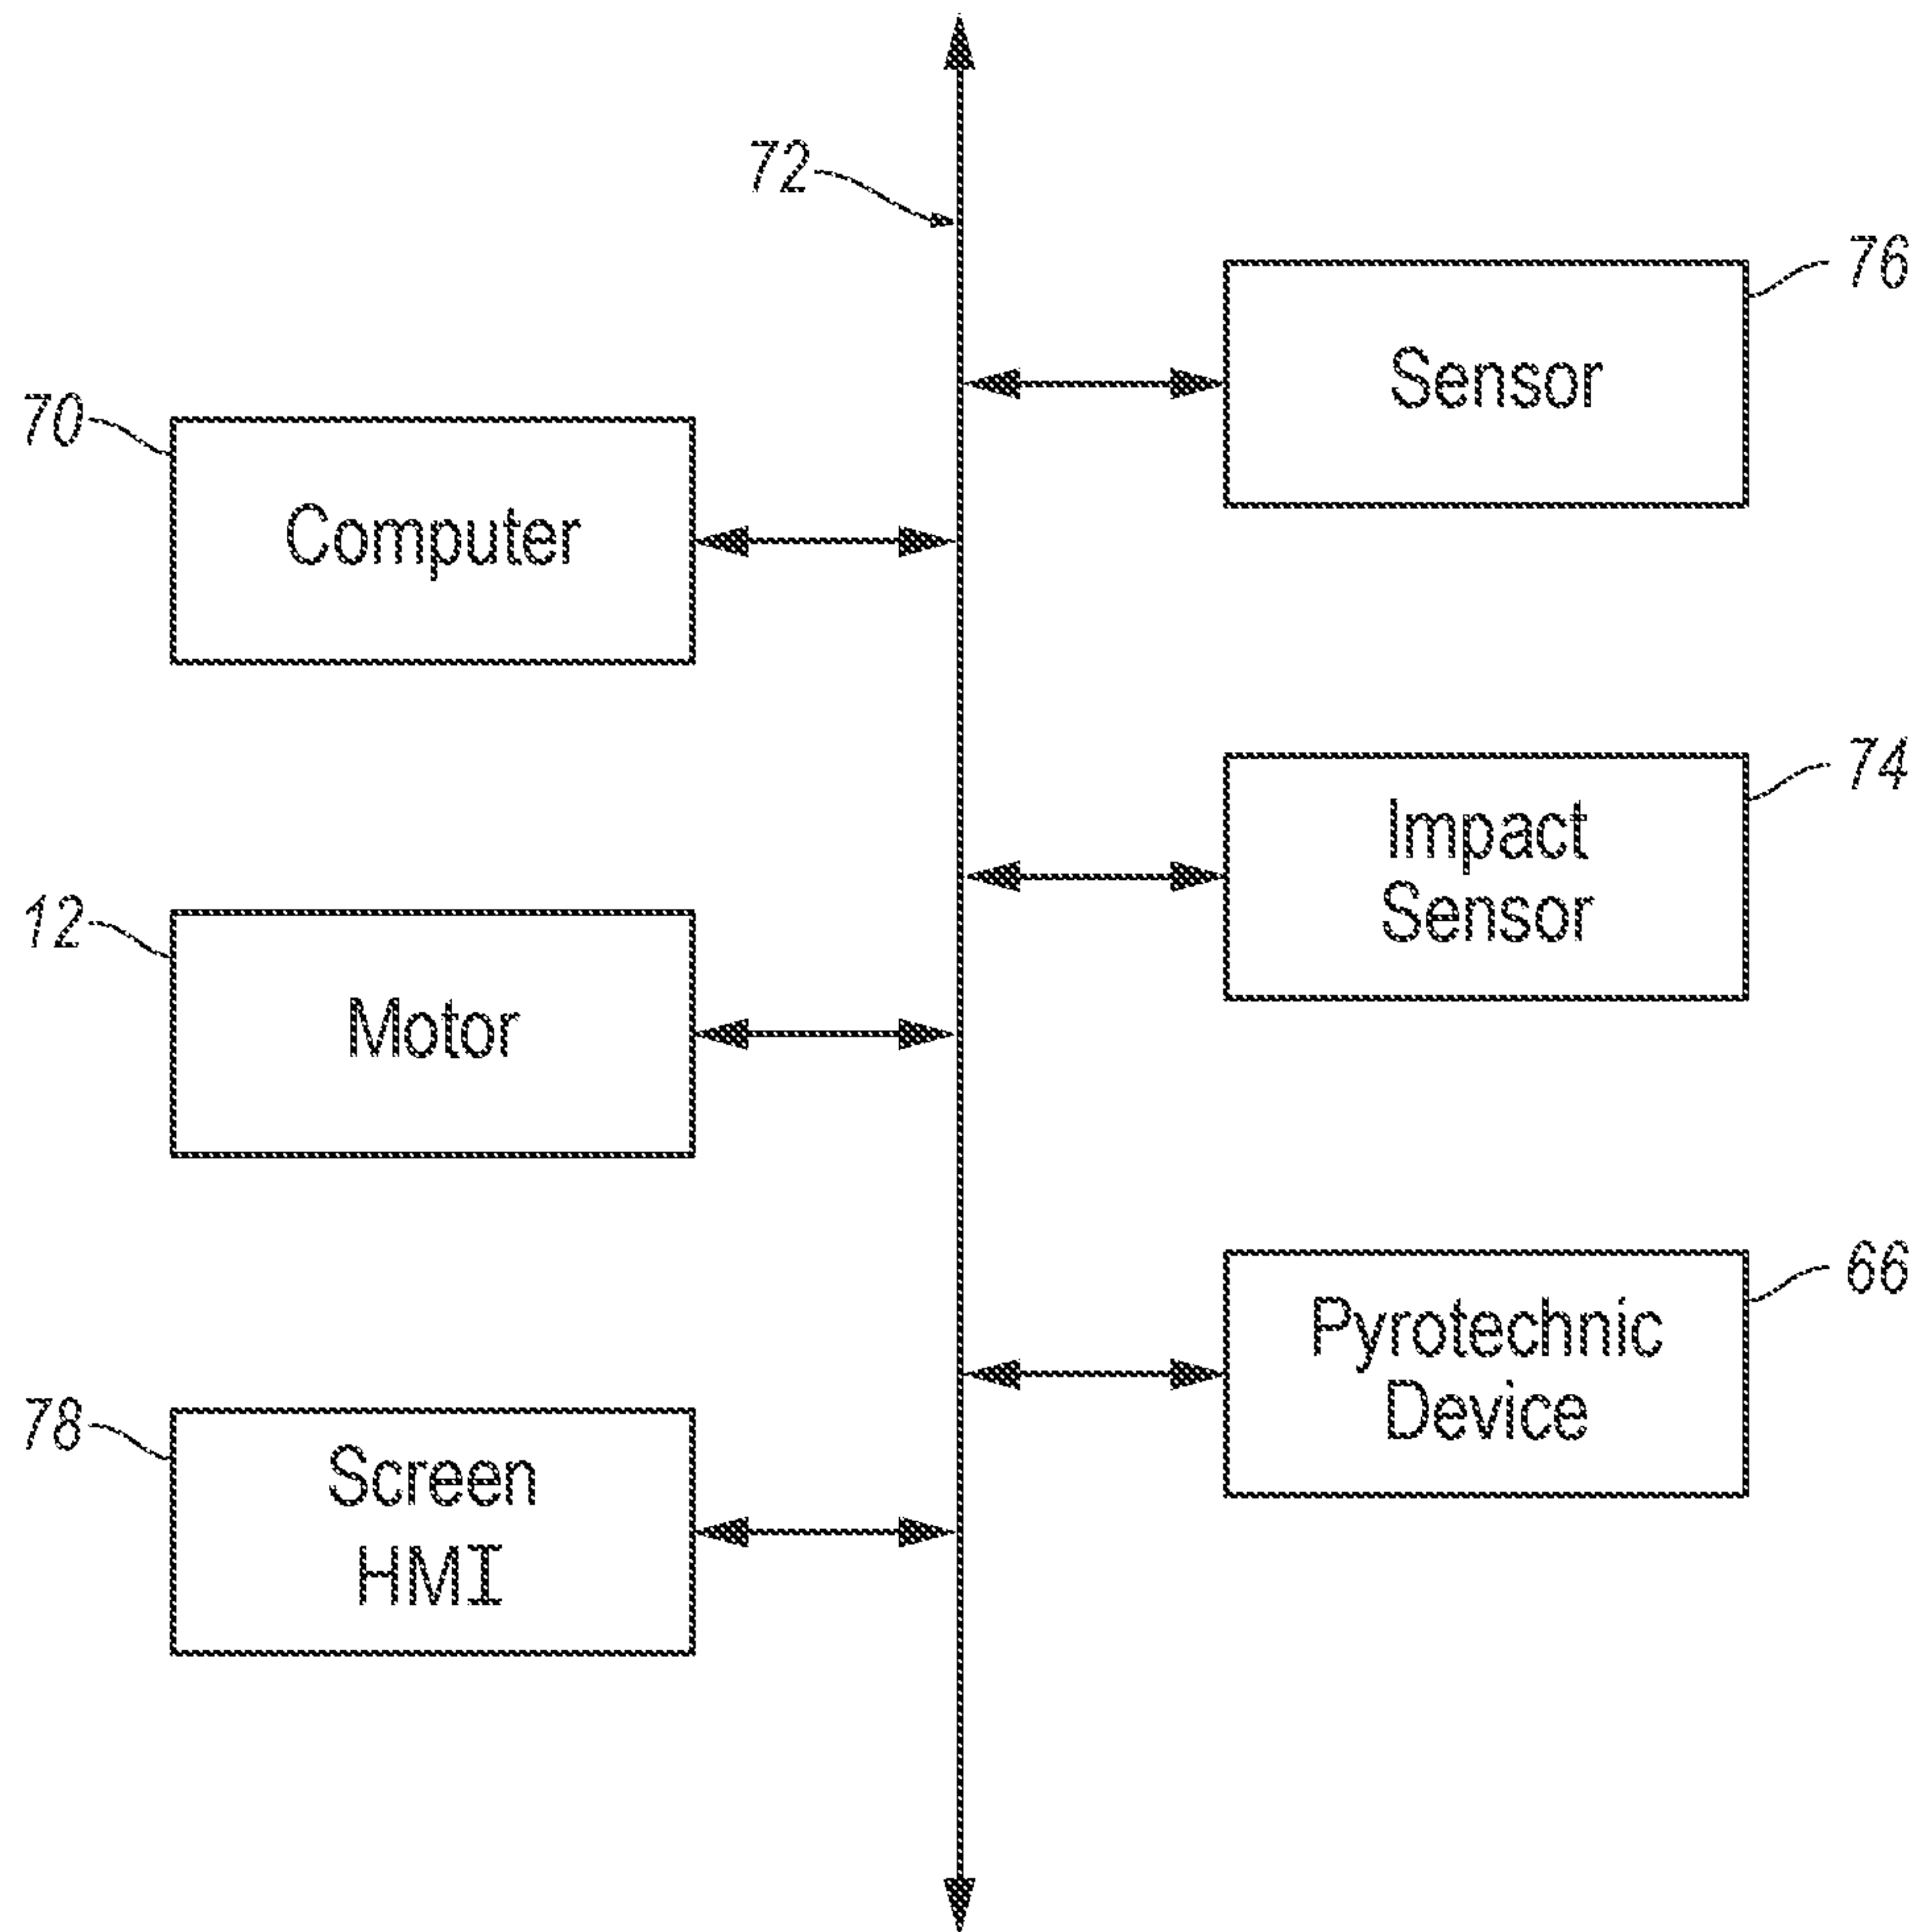 72
76
Sensor
70
Computer
74
Impact
Sensor
12
Motor
66
Pyrotechnic
Device
78
Screen
HMI